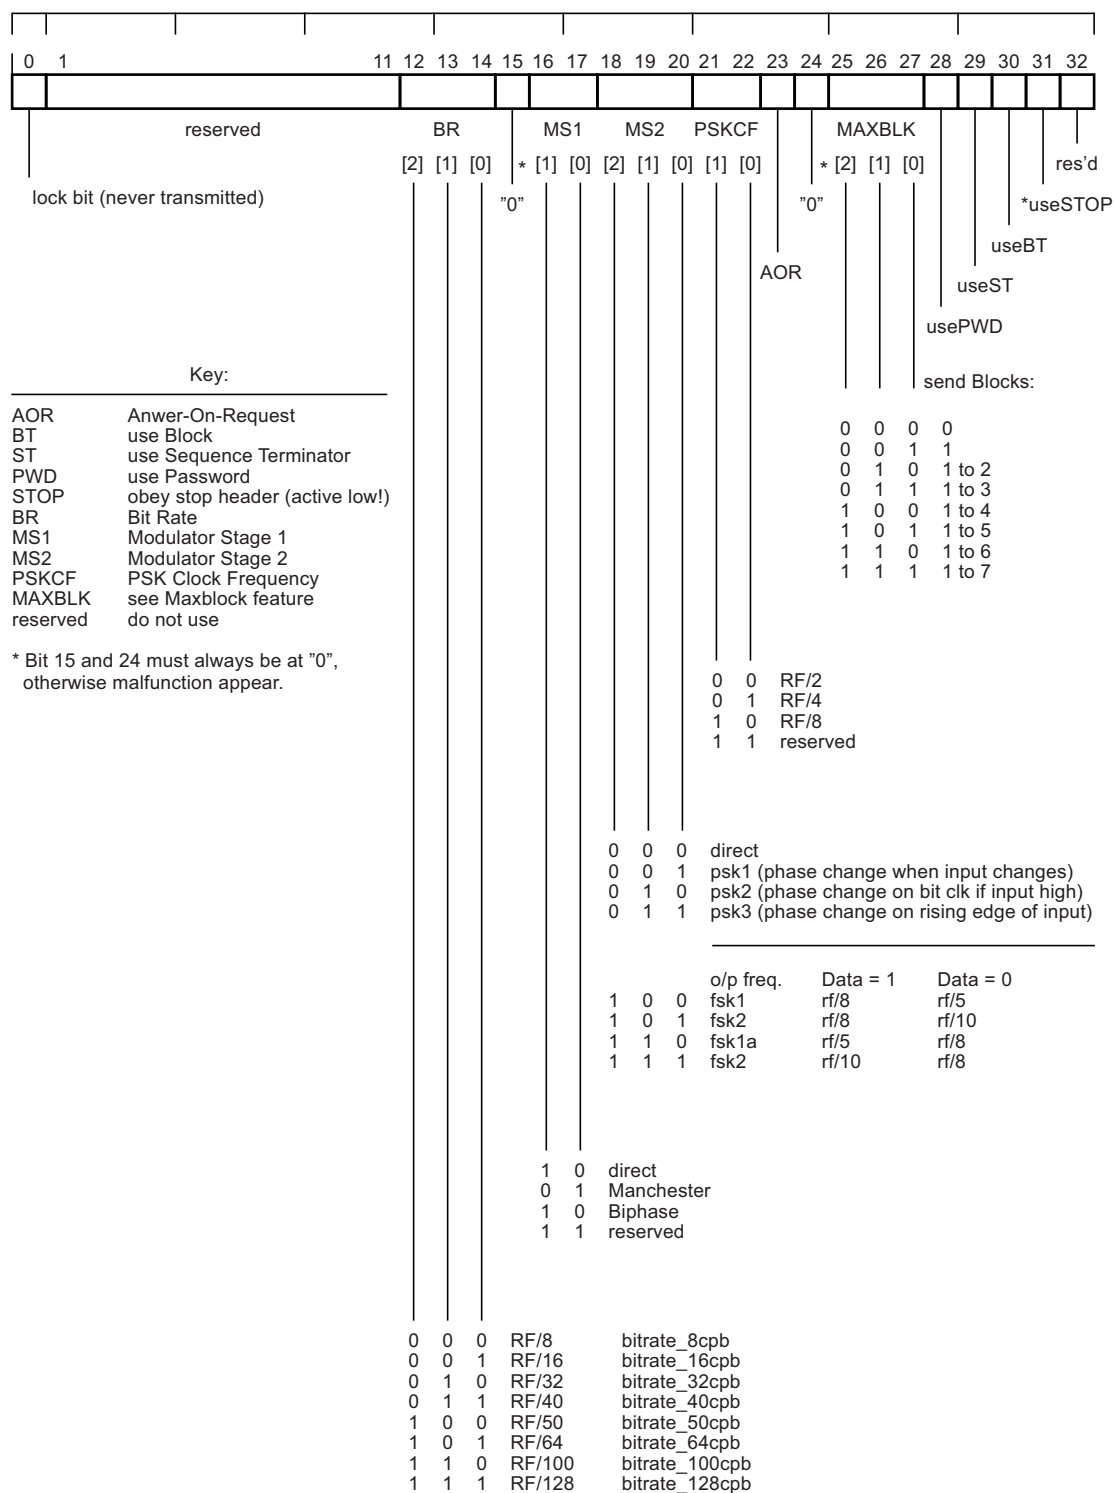 0 1 11 12 13 14 15 16 17 18 19 20 21 22 23 24 25 26 27 28 29 30 31 32
reserved BR MS1 MS2 PSKCF MAXBLK
[2] [1] [0] * [1] [0] [2] [1] [0] [1] [0] * [2] [1] [0] res'd
lock bit (never transmitted) "0" "0" *useSTOP
useBT
AOR
useST
usePWD
Key:
AOR Anwer-On-Request
BT use Block
ST use Sequence Terminator
PWD use Password
STOP obey stop header (active low!)
BR Bit Rate
MS1 Modulator Stage 1
MS2 Modulator Stage 2
PSKCF PSK Clock Frequency
MAXBLK see Maxblock feature
reserved do not use
* Bit 15 and 24 must always be at "0",
otherwise malfunction appear.
send Blocks:
0 0 0 0
0 0 1 1
0 1 0 1 to 2
0 1 1 1 to 3
1 0 0 1 to 4
1 0 1 1 to 5
1 1 0 1 to 6
1 1 1 1 to 7
0 0 RF/2
0 1 RF/4
1 0 RF/8
1 1 reserved
0 0 0 direct
0 0 1 psk1 (phase change when input changes)
0 1 0 psk2 (phase change on bit clk if input high)
0 1 1 psk3 (phase change on rising edge of input)
o/p freq. Data = 1 Data = 0
1 0 0 fsk1 rf/8 rf/5
1 0 1 fsk2 rf/8 rf/10
1 1 0 fsk1a rf/5 rf/8
1 1 1 fsk2 rf/10 rf/8
1 0 direct
0 1 Manchester
1 0 Biphase
1 1 reserved
0 0 0 RF/8 bitrate_8cpb
0 0 1 RF/16 bitrate_16cpb
0 1 0 RF/32 bitrate_32cpb
0 1 1 RF/40 bitrate_40cpb
1 0 0 RF/50 bitrate_50cpb
1 0 1 RF/64 bitrate_64cpb
1 1 0 RF/100 bitrate_100cpb
1 1 1 RF/128 bitrate_128cpb